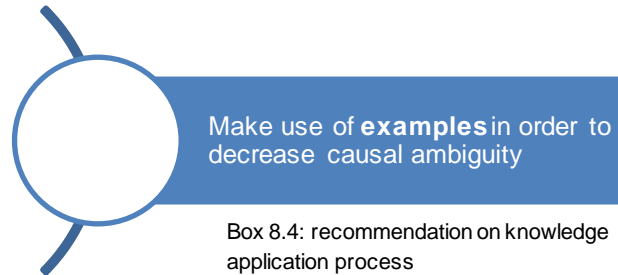 Make use of examples in order to
decrease causal ambiguity
Box 8.4: recommendation on knowledge
application process